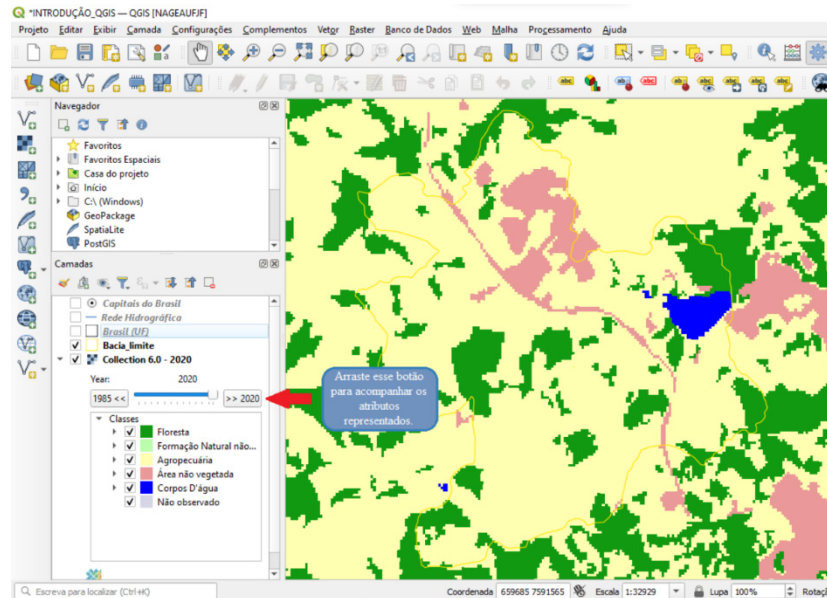 *INTRODUÇÃO_QGIS — QGIS [NAGEAUFJF]
Projeto Editar Exibir Camada Configurações Complementos Vetor Raster Banco de Dados Web Malha Processamento Ajuda
Navegador
Favoritos
Favoritos Espaciais
Casa do projeto
Início
C:\ (Windows)
GeoPackage
SpatiaLite
PostGIS
Camadas
Capitais do Brasil
Rede Hidrográfica
Brasil (UF)
Bacia_limite
Collection 6.0 - 2020
Year: 2020
1985 << >> 2020
Arraste esse botão
para acompanhar os
atributos
representados.
Classes
Floresta
Formação Natural não...
Agropecuária
Área não vegetada
Corpos D'água
Não observado
Escreva para localizar (Ctrl+K)
Coordenada 659685 7591565 Escala 1:32929 Lupa 100% Rotaçã